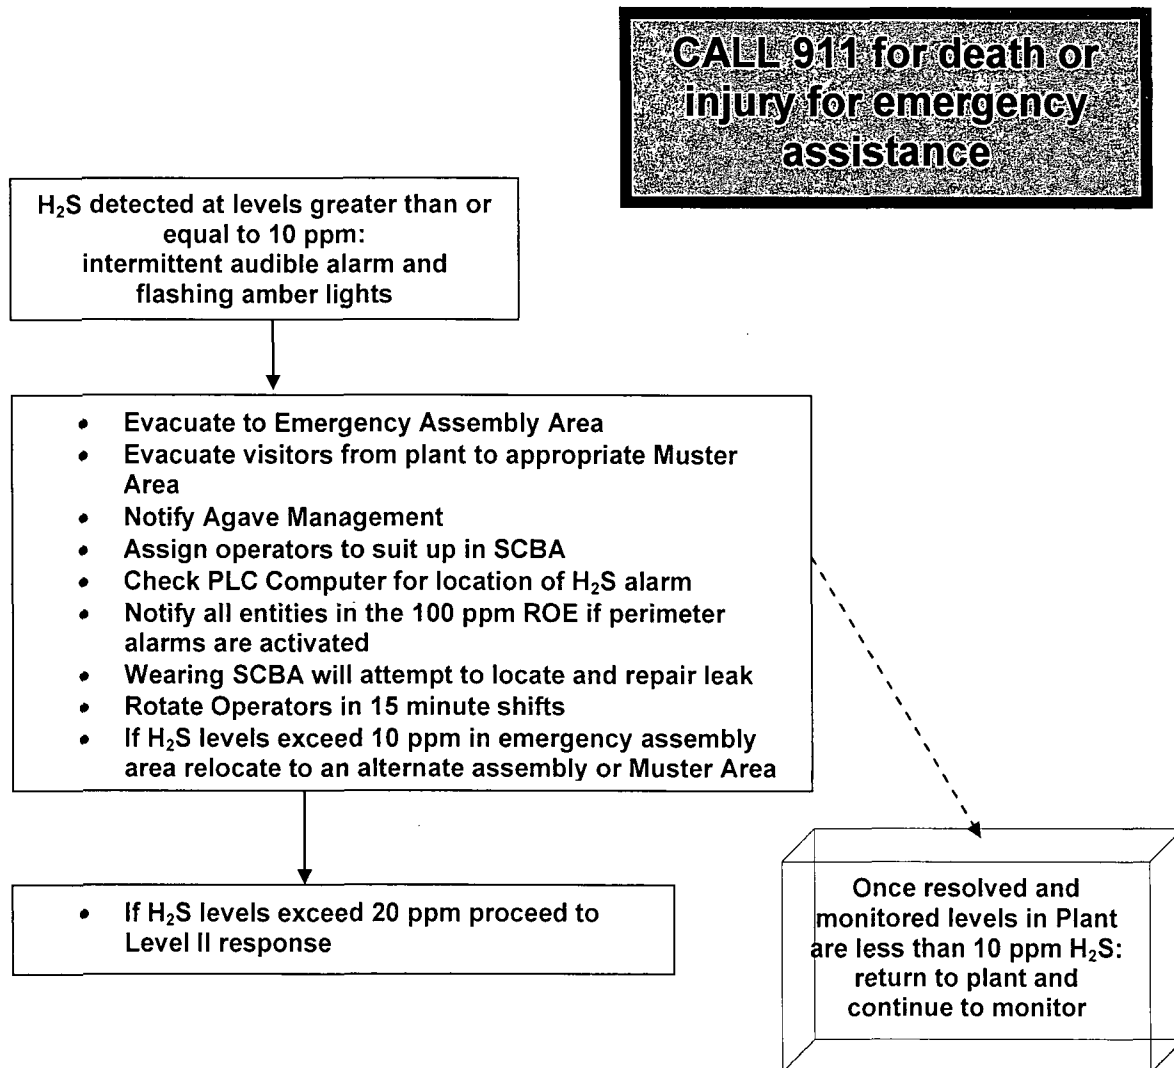 CALL 911 for death or
injury for emergency
assistance
H₂S detected at levels greater than or
equal to 10 ppm:
intermittent audible alarm and
flashing amber lights
• Evacuate to Emergency Assembly Area
• Evacuate visitors from plant to appropriate Muster
Area
• Notify Agave Management
• Assign operators to suit up in SCBA
• Check PLC Computer for location of H₂S alarm
• Notify all entities in the 100 ppm ROE if perimeter
alarms are activated
• Wearing SCBA will attempt to locate and repair leak
• Rotate Operators in 15 minute shifts
• If H₂S levels exceed 10 ppm in emergency assembly
area relocate to an alternate assembly or Muster Area
• If H₂S levels exceed 20 ppm proceed to
Level II response
Once resolved and
monitored levels in Plant
are less than 10 ppm H₂S:
return to plant and
continue to monitor